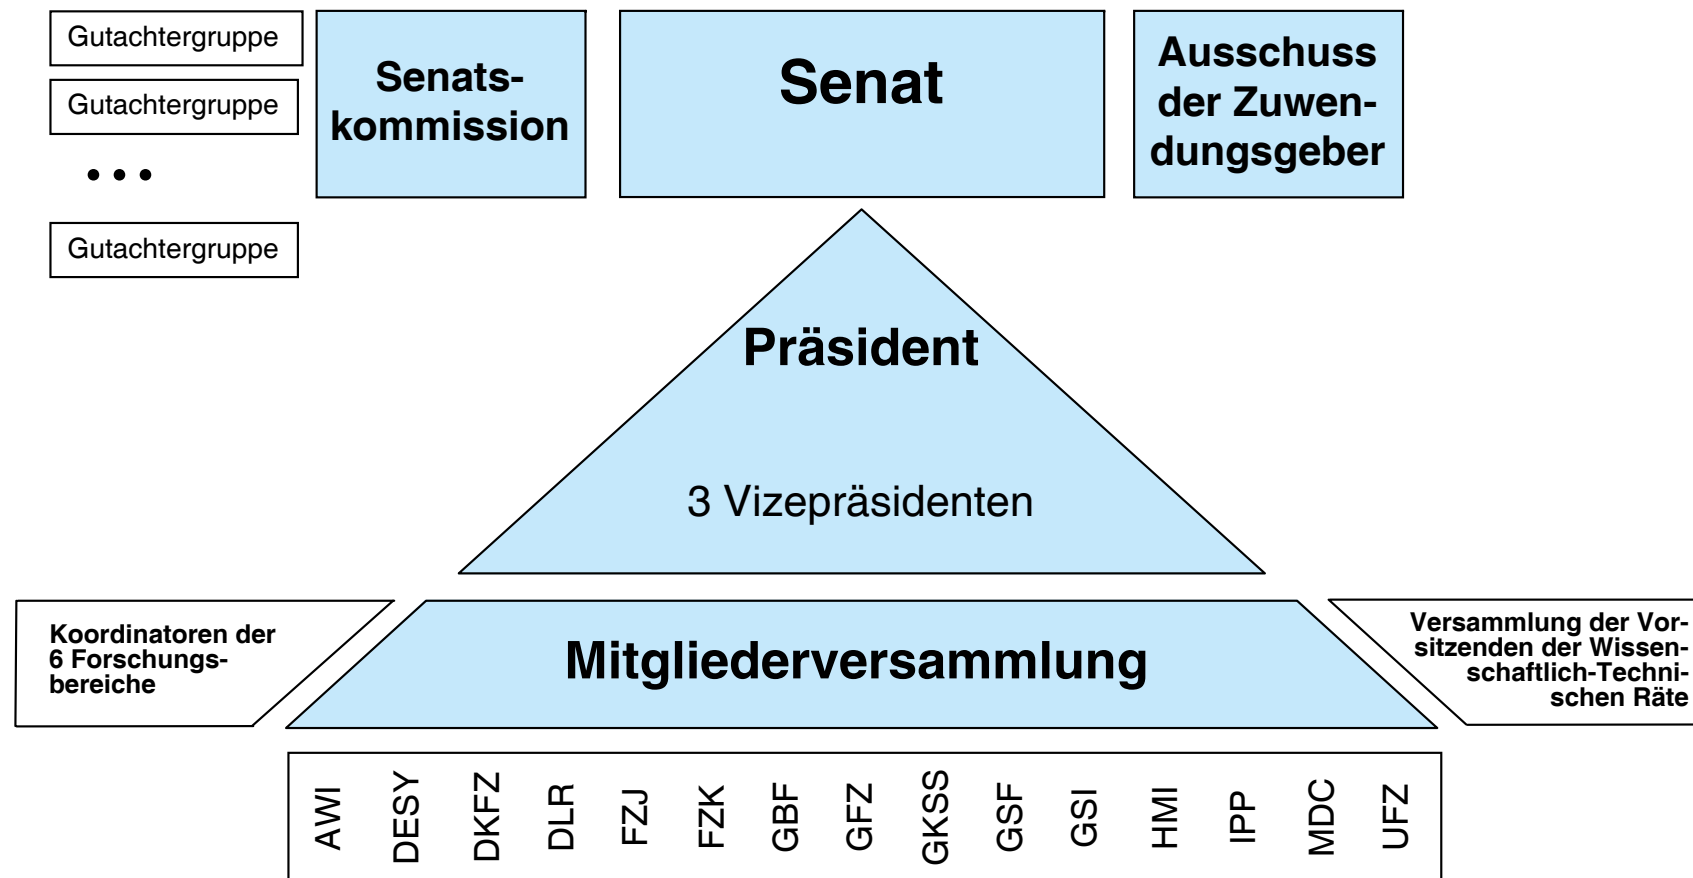 Gutachtergruppe
Gutachtergruppe
• • •
Gutachtergruppe
Senats-
kommission
Senat
Ausschuss
der Zuwen-
dungsgeber
Präsident
3 Vizepräsidenten
Koordinatoren der
6 Forschungs-
bereiche
Mitgliederversammlung
Versammlung der Vor-
sitzenden der Wissen-
schaftlich-Techni-
schen Räte
AWI
DESY
DKFZ
DLR
FZJ
FZK
GBF
GFZ
GKSS
GSF
GSI
HMI
IPP
MDC
UFZ